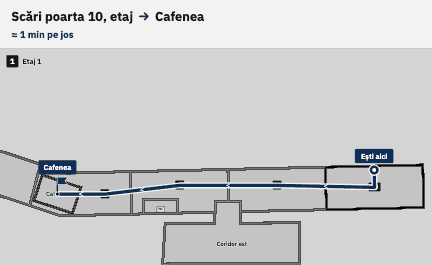 Scări poarta 10, etaj → Cafenea
≈ 1 min pe jos
1 Etaj 1
Cafenea
Ești aici
Coridor est